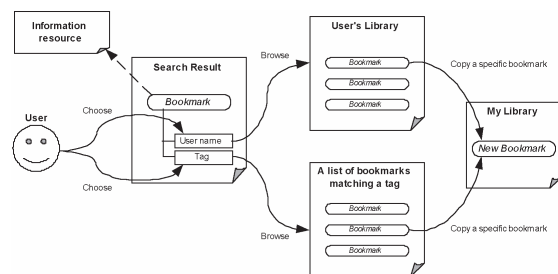 Information
resource
User
Choose
Choose
Search Result
Bookmark
User name
Tag
Browse
Browse
User's Library
Bookmark
Bookmark
Bookmark
A list of bookmarks
matching a tag
Bookmark
Bookmark
Bookmark
Copy a specific bookmark
My Library
New Bookmark
Copy a specific bookmark